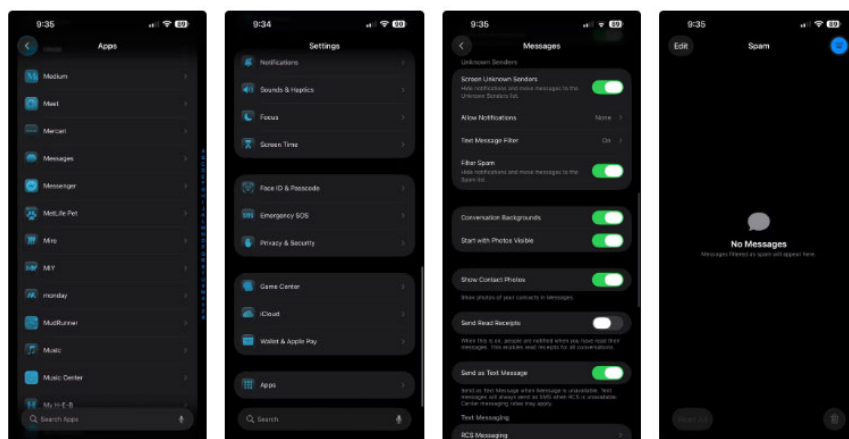 9:35
89
Apps
Medium
Meet
Mercari
Messages
Messenger
MetLife Pet
Miro
MiY
monday
MudRunner
Music
Music Center
My H-E-B
Search Apps
9:34
90
Settings
Notifications
Sounds & Haptics
Focus
Screen Time
Face ID & Passcode
Emergency SOS
Privacy & Security
Game Center
iCloud
Wallet & Apple Pay
Apps
Search
9:35
89
Messages
Unknown Senders
Screen Unknown Senders
Hide notifications and move messages to the
Unknown Senders list.
Allow Notifications
None
Text Message Filter
On
Filter Spam
Hide notifications and move messages to the
Spam list.
Conversation Backgrounds
Start with Photos Visible
Show Contact Photos
Show photos of your contacts in Messages.
Send Read Receipts
When this is on, people are notified when you have read their
messages. This enables read receipts for all conversations.
Send as Text Message
Send as Text Message when iMessage is unavailable. Text
messages will always send as SMS when RCS is unavailable.
Carrier messaging rates may apply.
Text Messaging
RCS Messaging
9:35
89
Edit
Spam
No Messages
Messages filtered as spam will appear here.
Read All